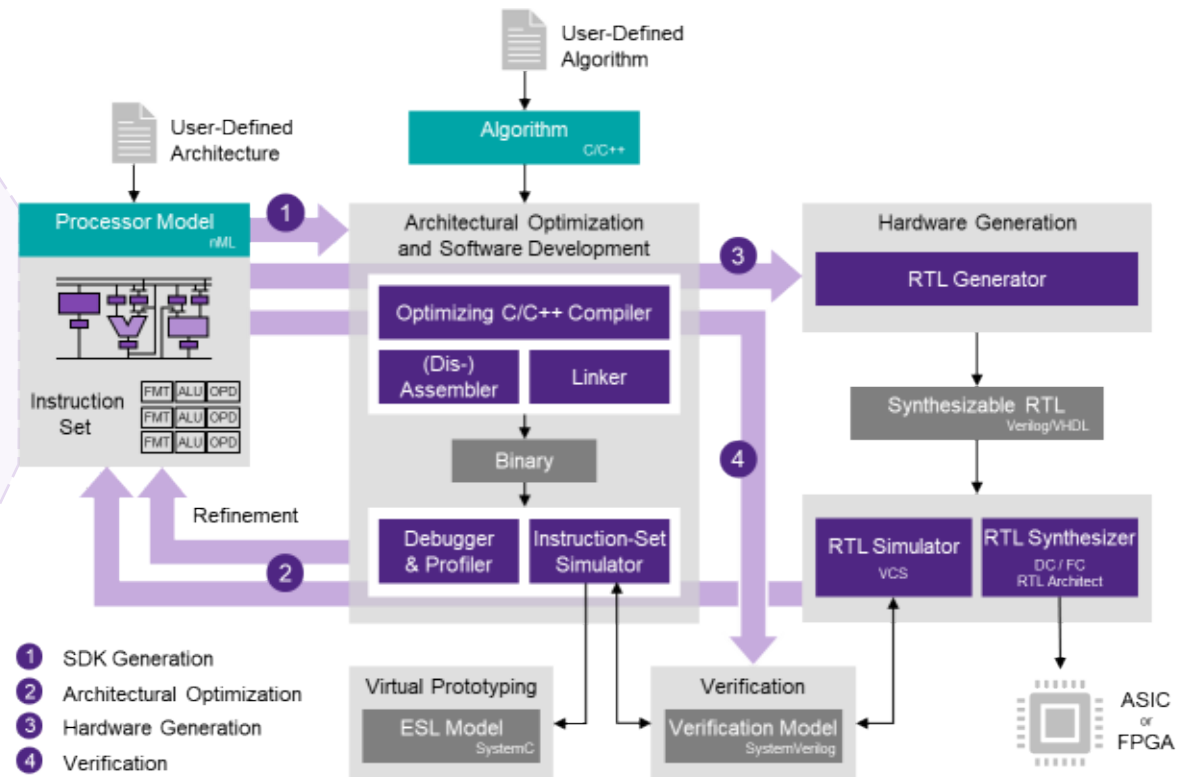 User-Defined
Algorithm
Algorithm
C/C++
User-Defined
Architecture
Processor Model
nML
1
Architectural Optimization
and Software Development
Hardware Generation
3
RTL Generator
Optimizing C/C++ Compiler
(Dis-)
Assembler
Linker
Instruction
Set
FMT ALU OPD
FMT ALU OPD
FMT ALU OPD
Synthesizable RTL
Verilog/VHDL
Binary
4
Refinement
2
Debugger
& Profiler
Instruction-Set
Simulator
RTL Simulator
VCS
RTL Synthesizer
DC / FC
RTL Architect
1 SDK Generation
2 Architectural Optimization
3 Hardware Generation
4 Verification
Virtual Prototyping
ESL Model
SystemC
Verification
Verification Model
SystemVerilog
ASIC
or
FPGA